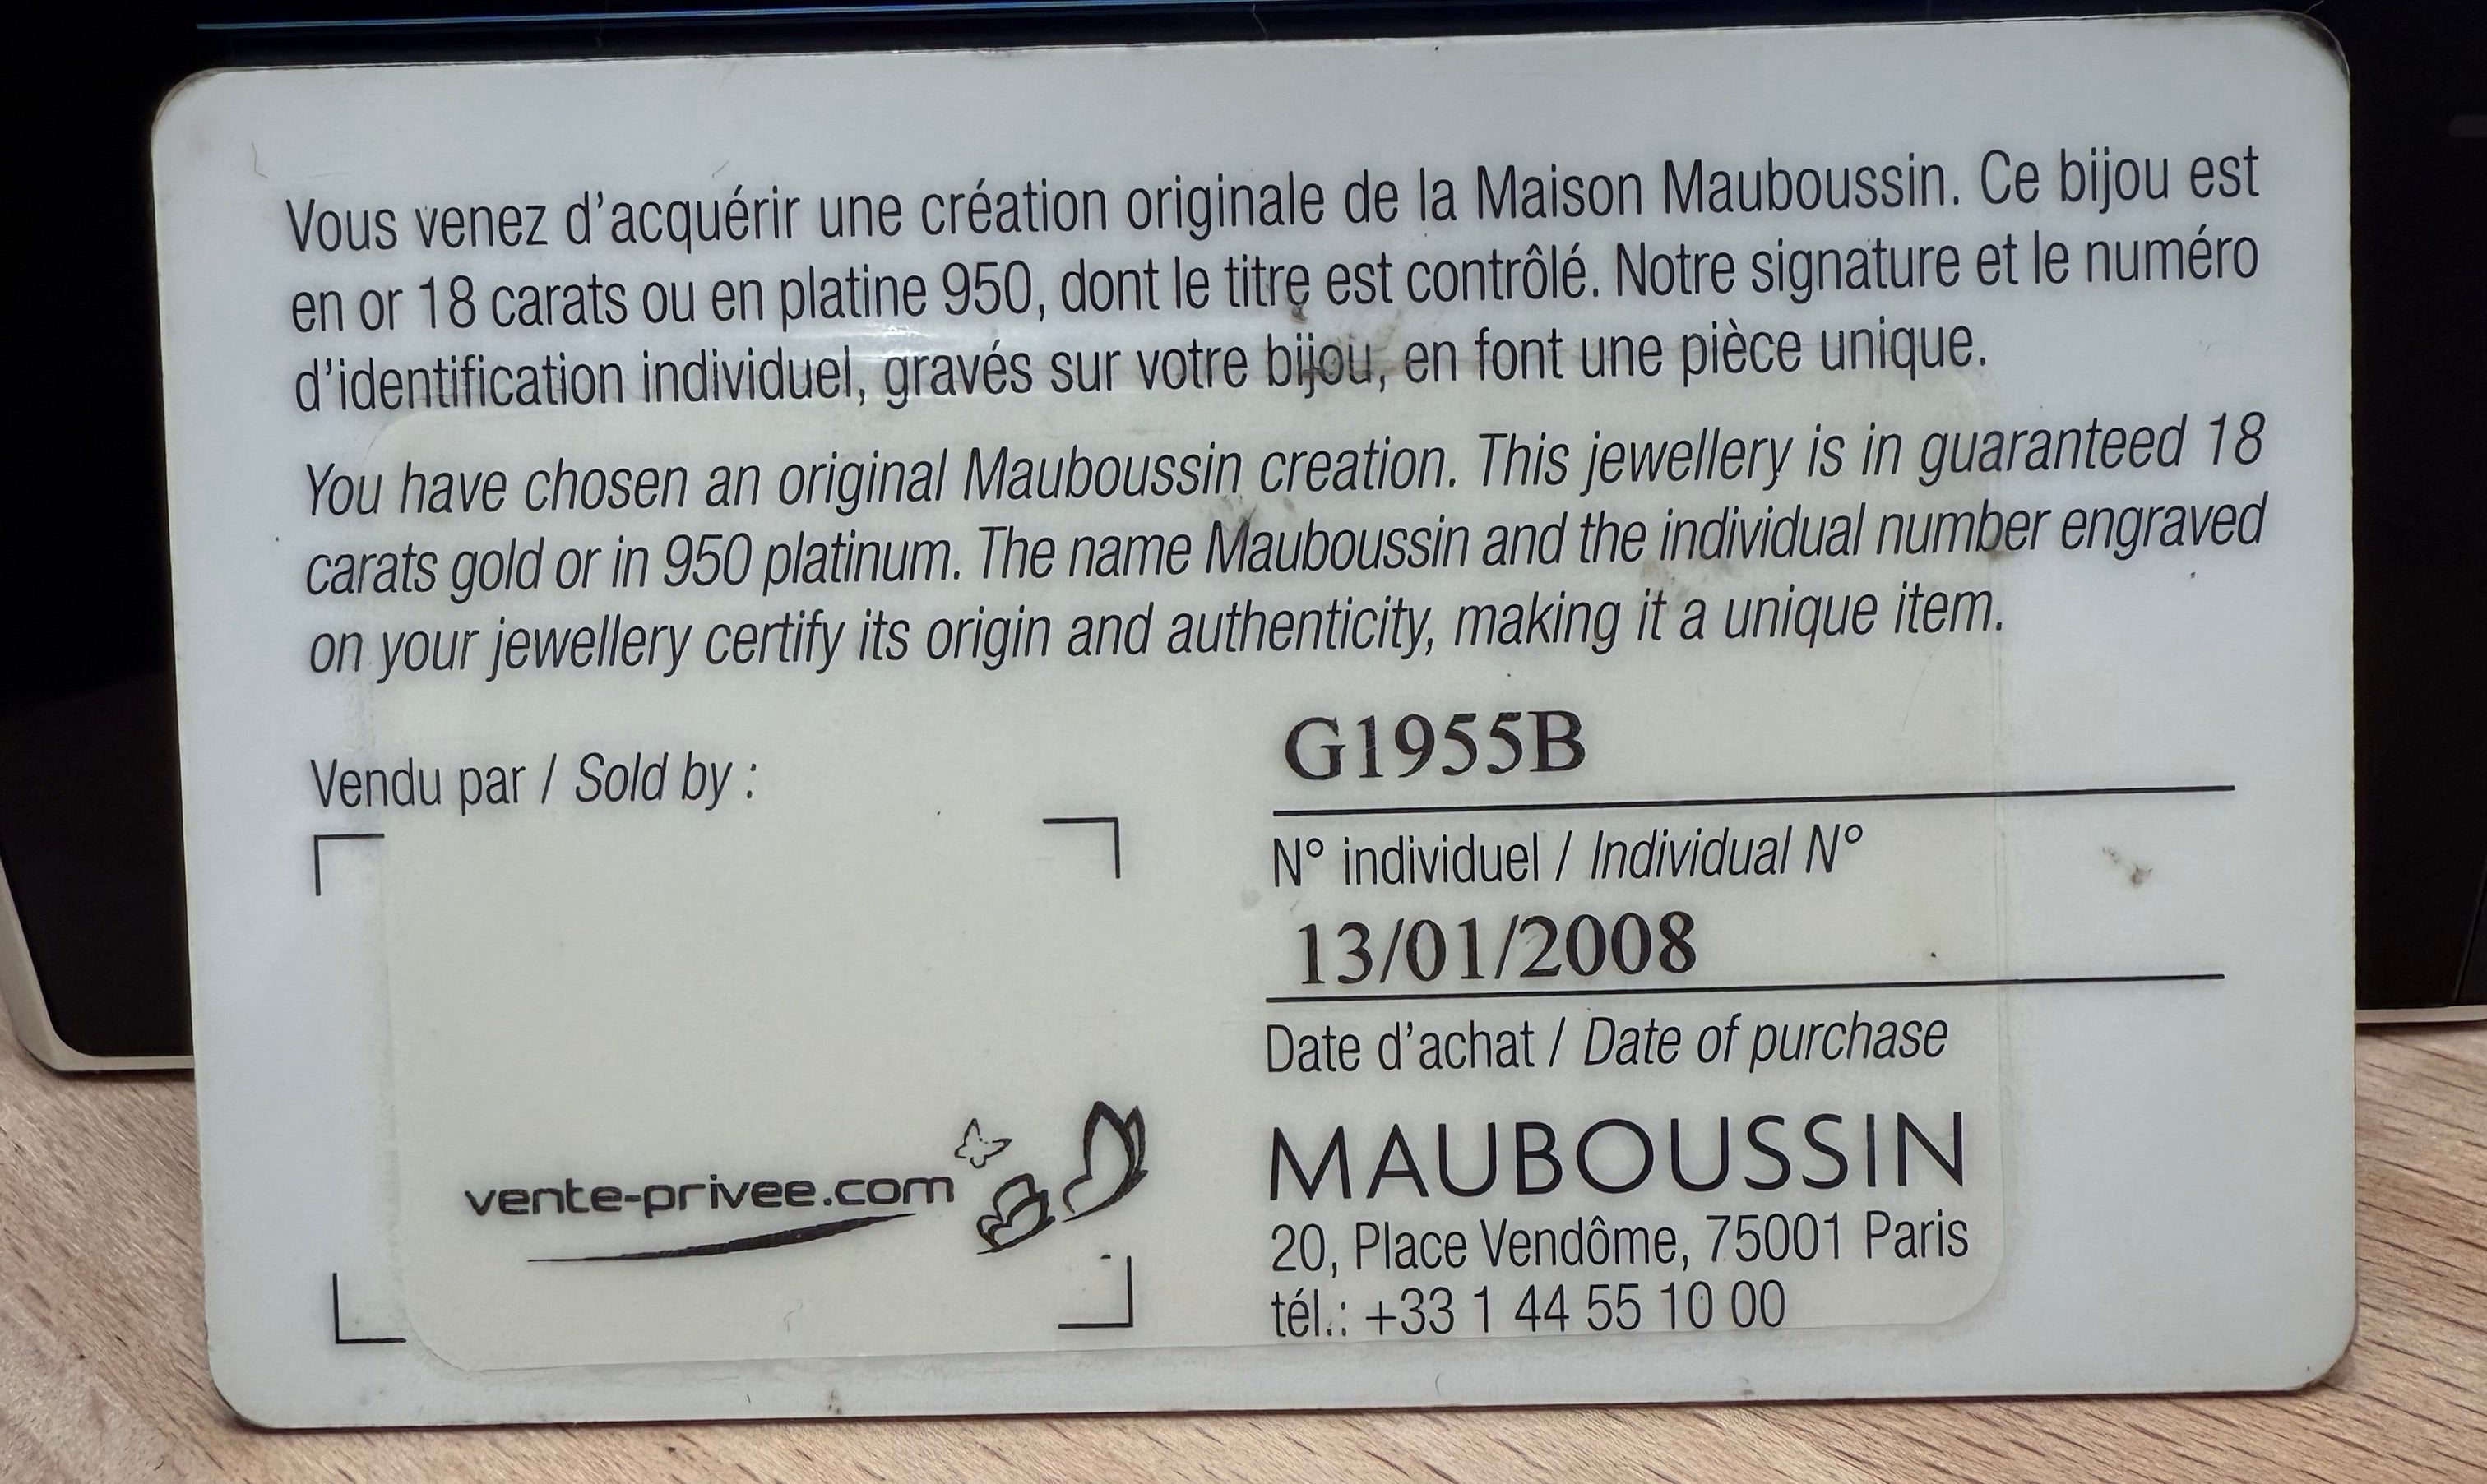 Vous venez d'acquérir une création originale de la Maison Mauboussin. Ce bijou est
en or 18 carats ou en platine 950, dont le titre est contrôlé. Notre signature et le numéro
d'identification individuel, gravés sur votre bijou, en font une pièce unique.
You have chosen an original Mauboussin creation. This jewellery is in guaranteed 18
carats gold or in 950 platinum. The name Mauboussin and the individual number engraved
on your jewellery certify its origin and authenticity, making it a unique item.
Vendu par / Sold by :
vente-privee.com
G1955B
N° individuel / Individual N°
13/01/2008
Date d'achat / Date of purchase
MAUBOUSSIN
20, Place Vendôme, 75001 Paris
tél.: +33 1 44 55 10 00